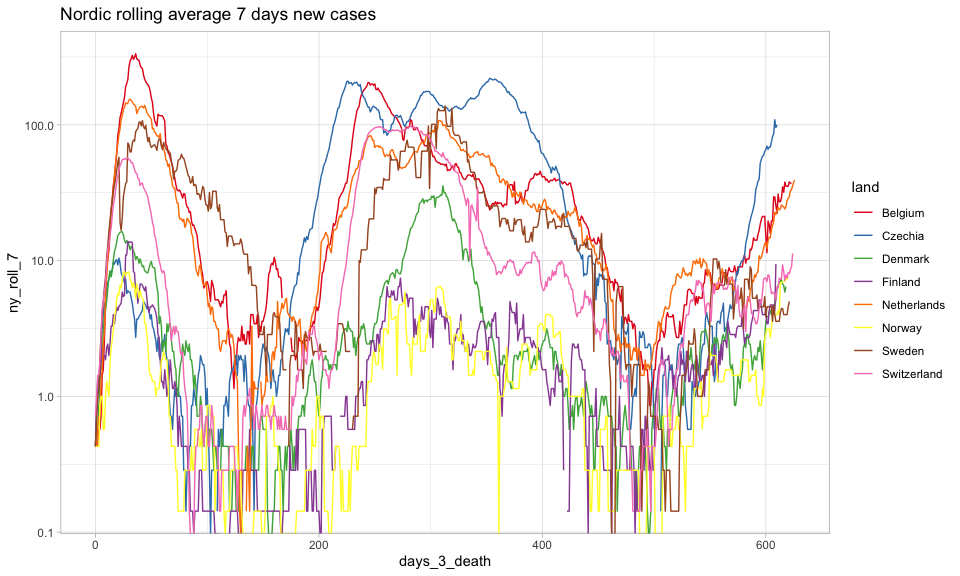 Nordic rolling average 7 days new cases
ny_roll_7
100.0
10.0
1.0
0.1
0
200
400
600
days_3_death
land
Belgium
Czechia
Denmark
Finland
Netherlands
Norway
Sweden
Switzerland